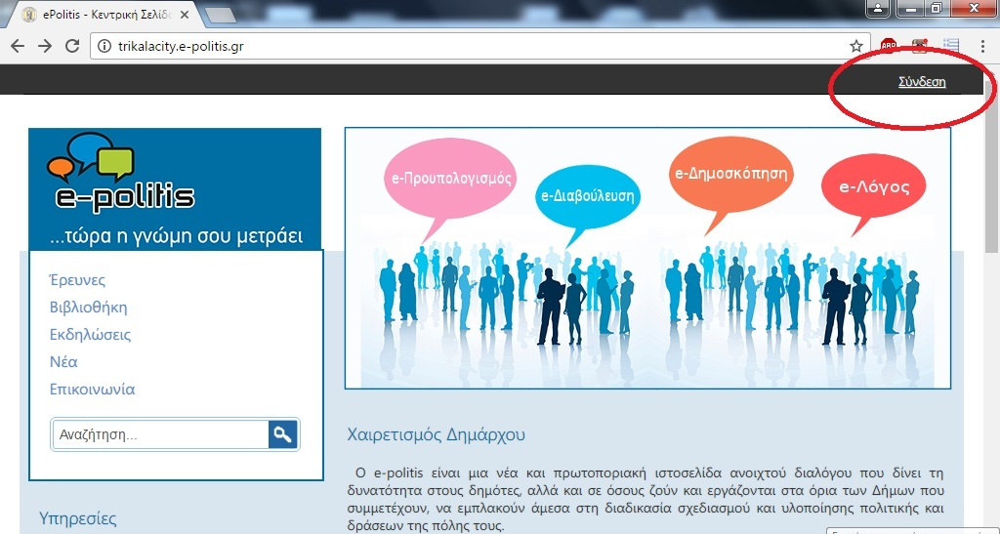 ePolitis - Κεντρική Σελίδα
trikalacity.e-politis.gr
ABP
Σύνδεση
e-politis
...τώρα η γνώμη σου μετράει
e-Προυπολογισμός
e-Διαβούλευση
e-Δημοσκόπηση
e-Λόγος
Έρευνες
Βιβλιοθήκη
Εκδηλώσεις
Νέα
Επικοινωνία
Αναζήτηση...
Υπηρεσίες
Χαιρετισμός Δημάρχου
Ο e-politis είναι μια νέα και πρωτοποριακή ιστοσελίδα ανοιχτού διαλόγου που δίνει τη
δυνατότητα στους δημότες, αλλά και σε όσους ζούν και εργάζονται στα όρια των Δήμων που
συμμετέχουν, να εμπλακούν άμεσα στη διαδικασία σχεδιασμού και υλοποίησης πολιτικής και
δράσεων της πόλης τους.